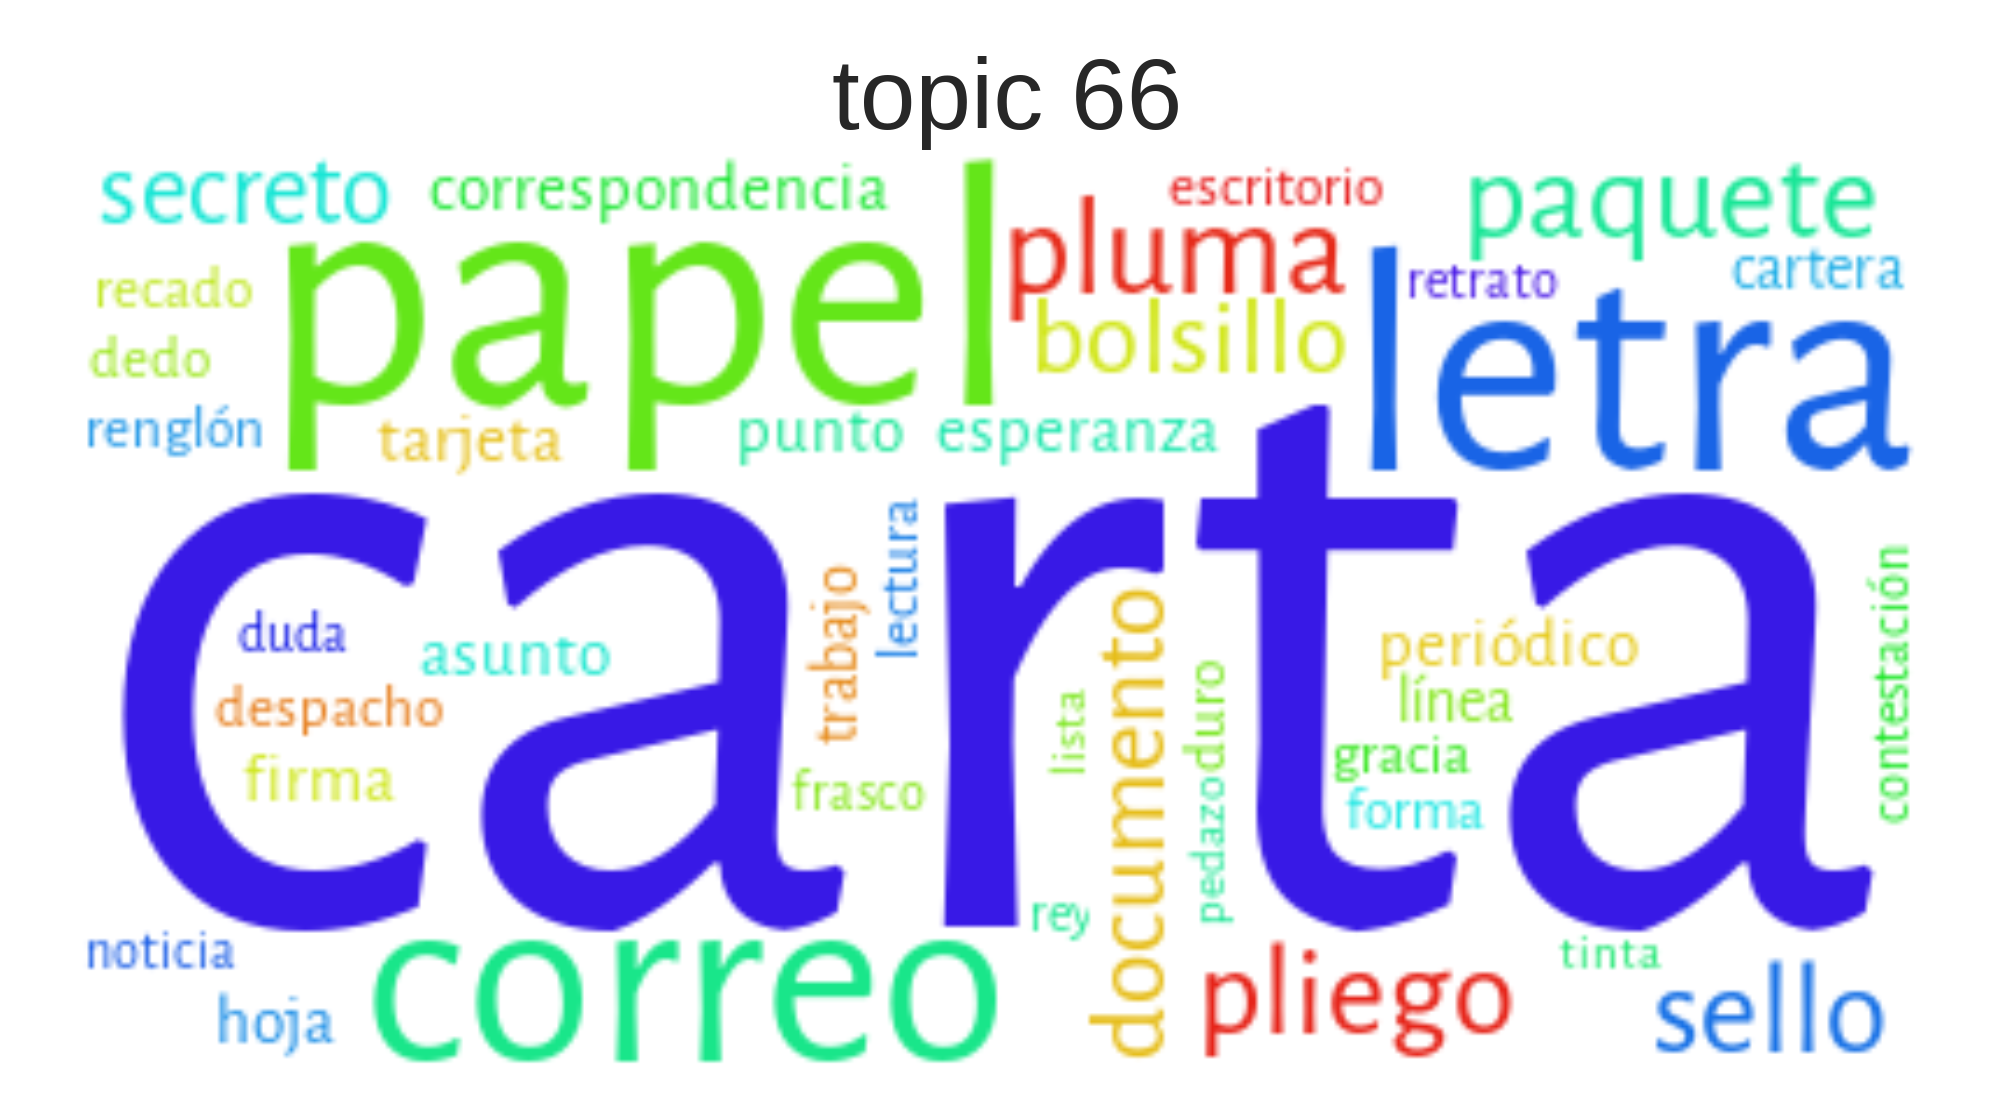 topic 66
secreto
correspondencia
escritorio
paquete
papel
pluma
recado
retrato
cartera
bolsillo
letra
dedo
renglón
tarjeta
punto
esperanza
carta
lectura
duda
asunto
trabajo
despacho
firma
frasco
documento
lista
duro
pedazo
periódico
línea
gracia
forma
contestación
rey
noticia
correo
hoja
pliego
tinta
sello